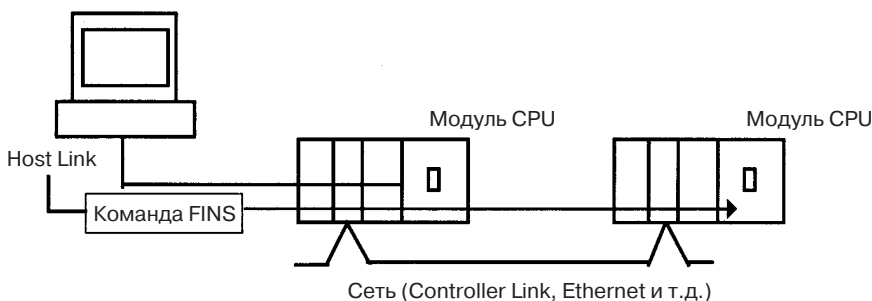 Модуль CPU
Модуль CPU
Host Link
Команда FINS
Сеть (Controller Link, Ethernet и т.д.)